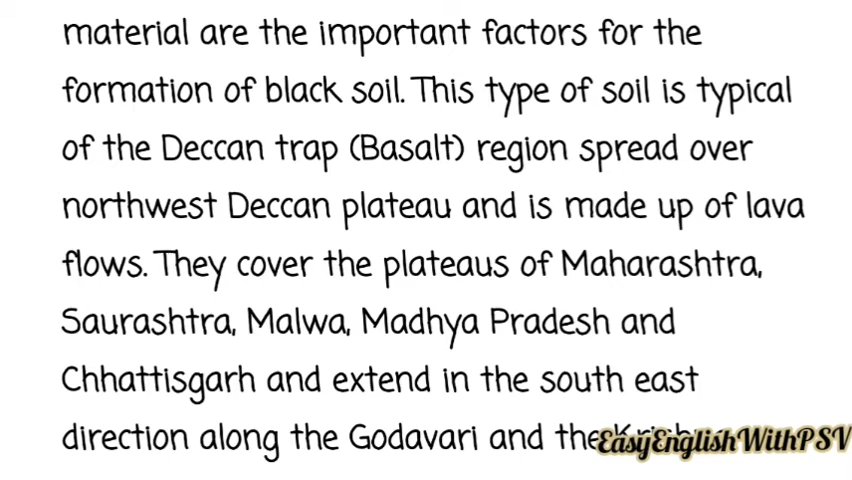 material are the important factors for the
formation of black soil. This type of soil is typical
of the Deccan trap (Basalt) region spread over
northwest Deccan plateau and is made up of lava
flows. They cover the plateaus of Maharashtra,
Saurashtra, Malwa, Madhya Pradesh and
Chhattisgarh and extend in the south east
direction along the Godavari and the
EasyEnglishWithPSV